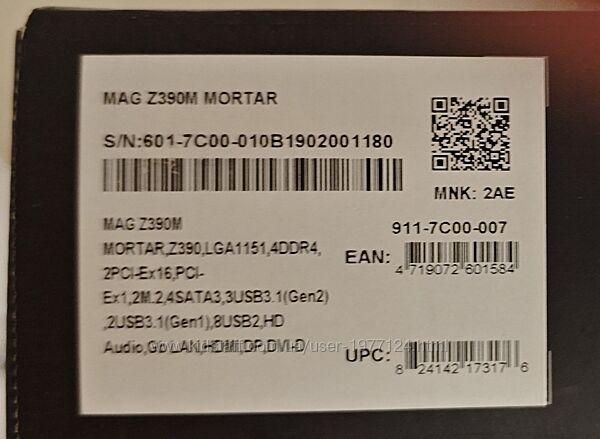 MAG Z390M MORTAR
S/N:601-7C00-010B1902001180
MNK: 2AE
MAG Z390M
MORTAR,Z390,LGA1151,4DDR4,
2PCI-Ex16,PCI-
Ex1,2M.2,4SATA3,3USB3.1(Gen2)
,2USB3.1(Gen1),8USB2,HD
Audio,Gb LAN,HDMI,DP,DVI-D
911-7C00-007
EAN:
4 719072 601584
UPC:
8 24142 17317 6